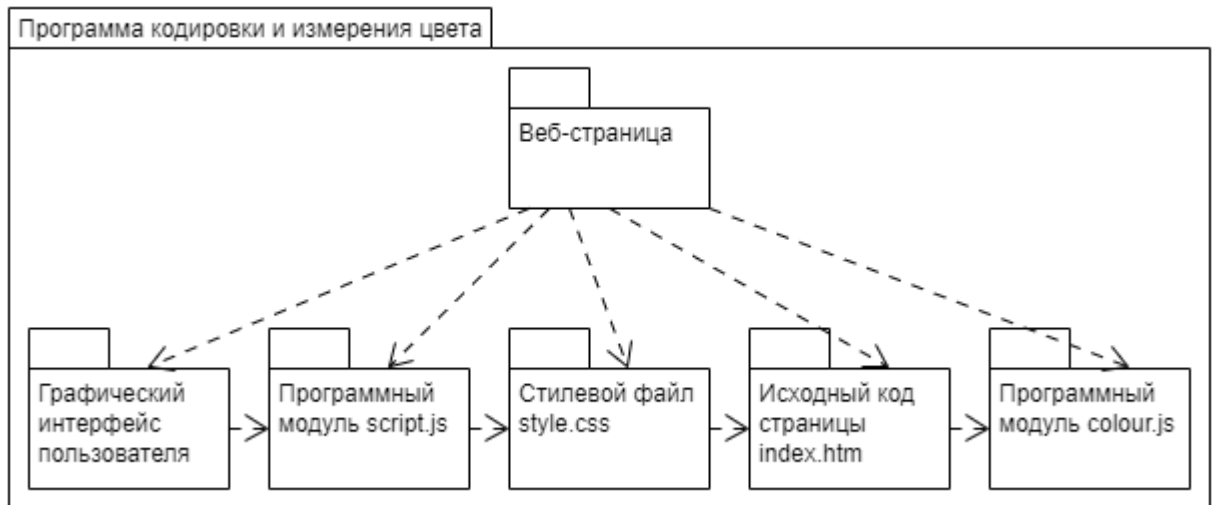 Программа кодировки и измерения цвета
Веб-страница
Графический
интерфейс
пользователя
Программный
модуль script.js
Стилевой файл
style.css
Исходный код
страницы
index.htm
Программный
модуль colour.js